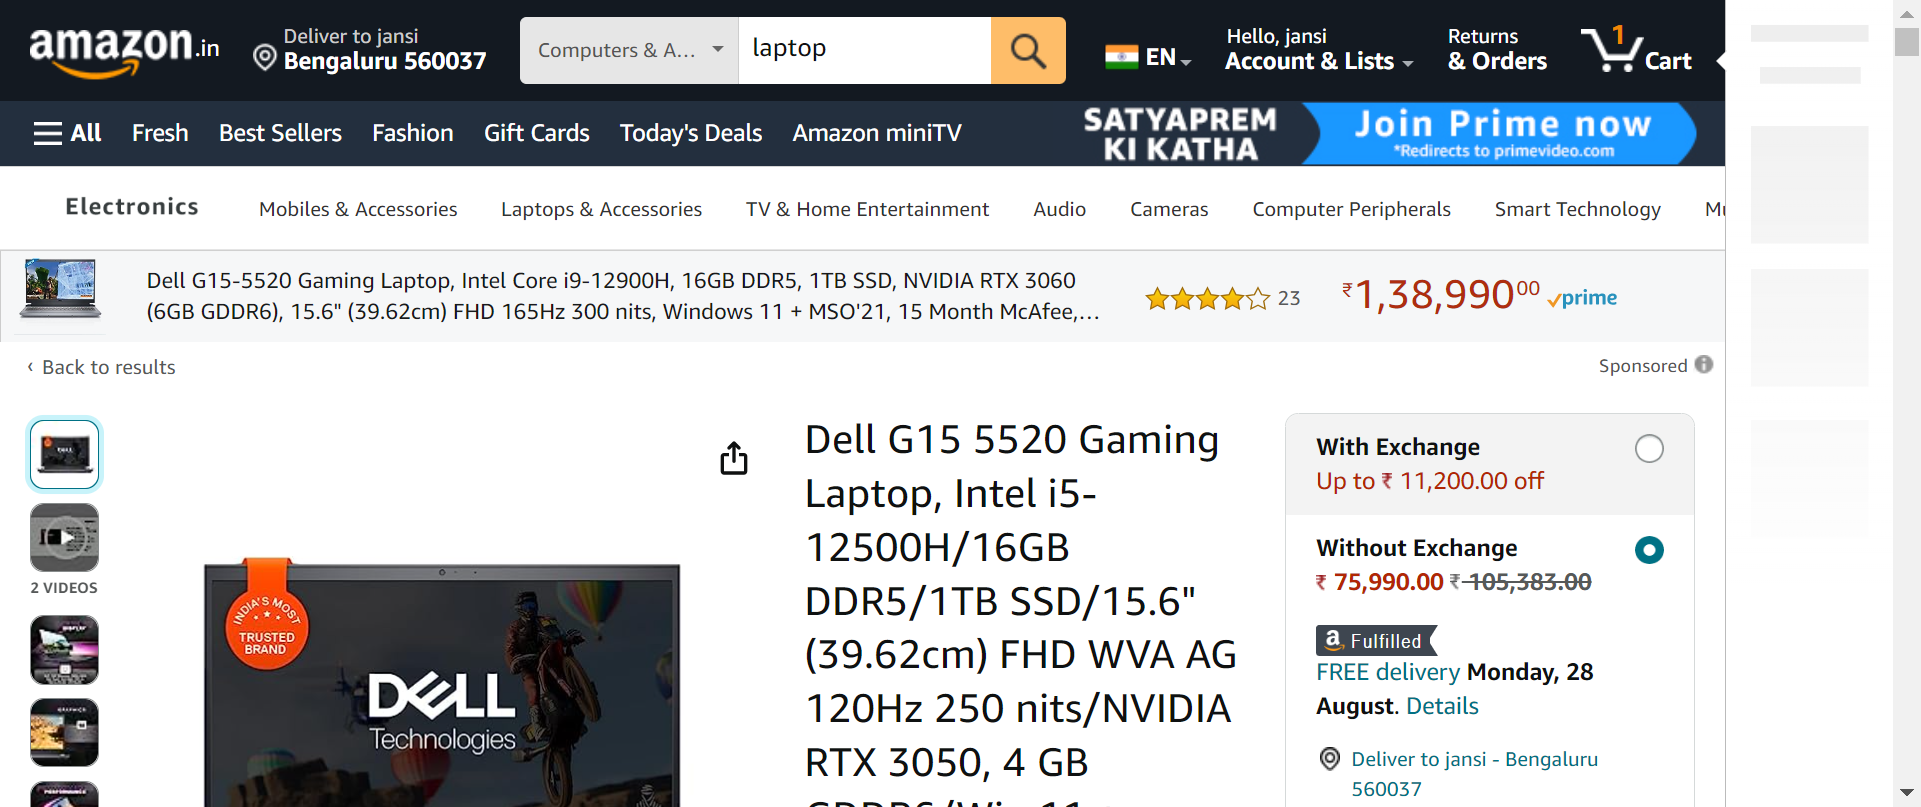 amazon.in
Deliver to jansi
Bengaluru 560037
Computers & A...
laptop
EN
Hello, jansi
Account & Lists
Returns
& Orders
1
Cart
All
Fresh
Best Sellers
Fashion
Gift Cards
Today's Deals
Amazon miniTV
SATYAPREM
KI KATHA
Join Prime now
*Redirects to primevideo.com
Electronics
Mobiles & Accessories
Laptops & Accessories
TV & Home Entertainment
Audio
Cameras
Computer Peripherals
Smart Technology
Dell G15-5520 Gaming Laptop, Intel Core i9-12900H, 16GB DDR5, 1TB SSD, NVIDIA RTX 3060
(6GB GDDR6), 15.6" (39.62cm) FHD 165Hz 300 nits, Windows 11 + MSO'21, 15 Month McAfee,...
23
₹1,38,99000
prime
‹ Back to results
Sponsored
2 VIDEOS
INDIA'S MOST
TRUSTED
BRAND
DELL
Technologies
Dell G15 5520 Gaming
Laptop, Intel i5-
12500H/16GB
DDR5/1TB SSD/15.6"
(39.62cm) FHD WVA AG
120Hz 250 nits/NVIDIA
RTX 3050, 4 GB
GDDR6/Win 11 +
With Exchange
Up to ₹ 11,200.00 off
Without Exchange
₹ 75,990.00 ₹ 105,383.00
a Fulfilled
FREE delivery Monday, 28
August. Details
Deliver to jansi - Bengaluru
560037